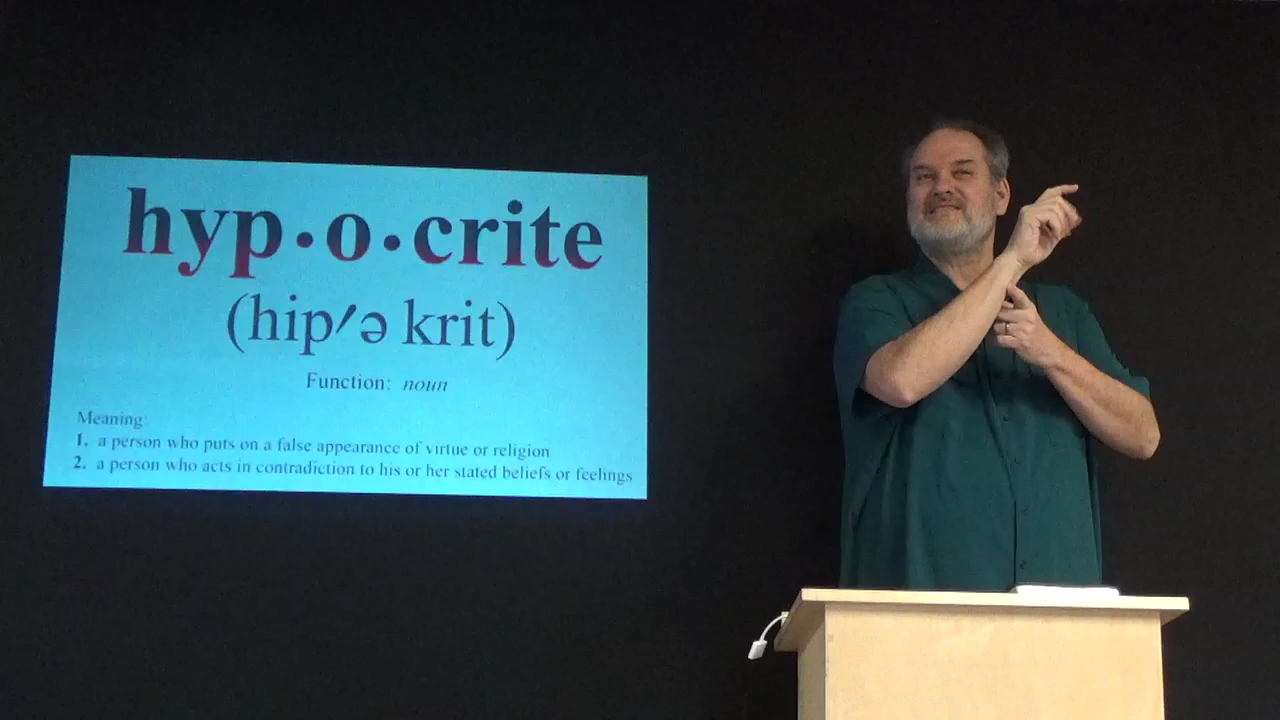 hyp·o·crite
(hip′ə krit)
Function: noun
Meaning:
1. a person who puts on a false appearance of virtue or religion
2. a person who acts in contradiction to his or her stated beliefs or feelings